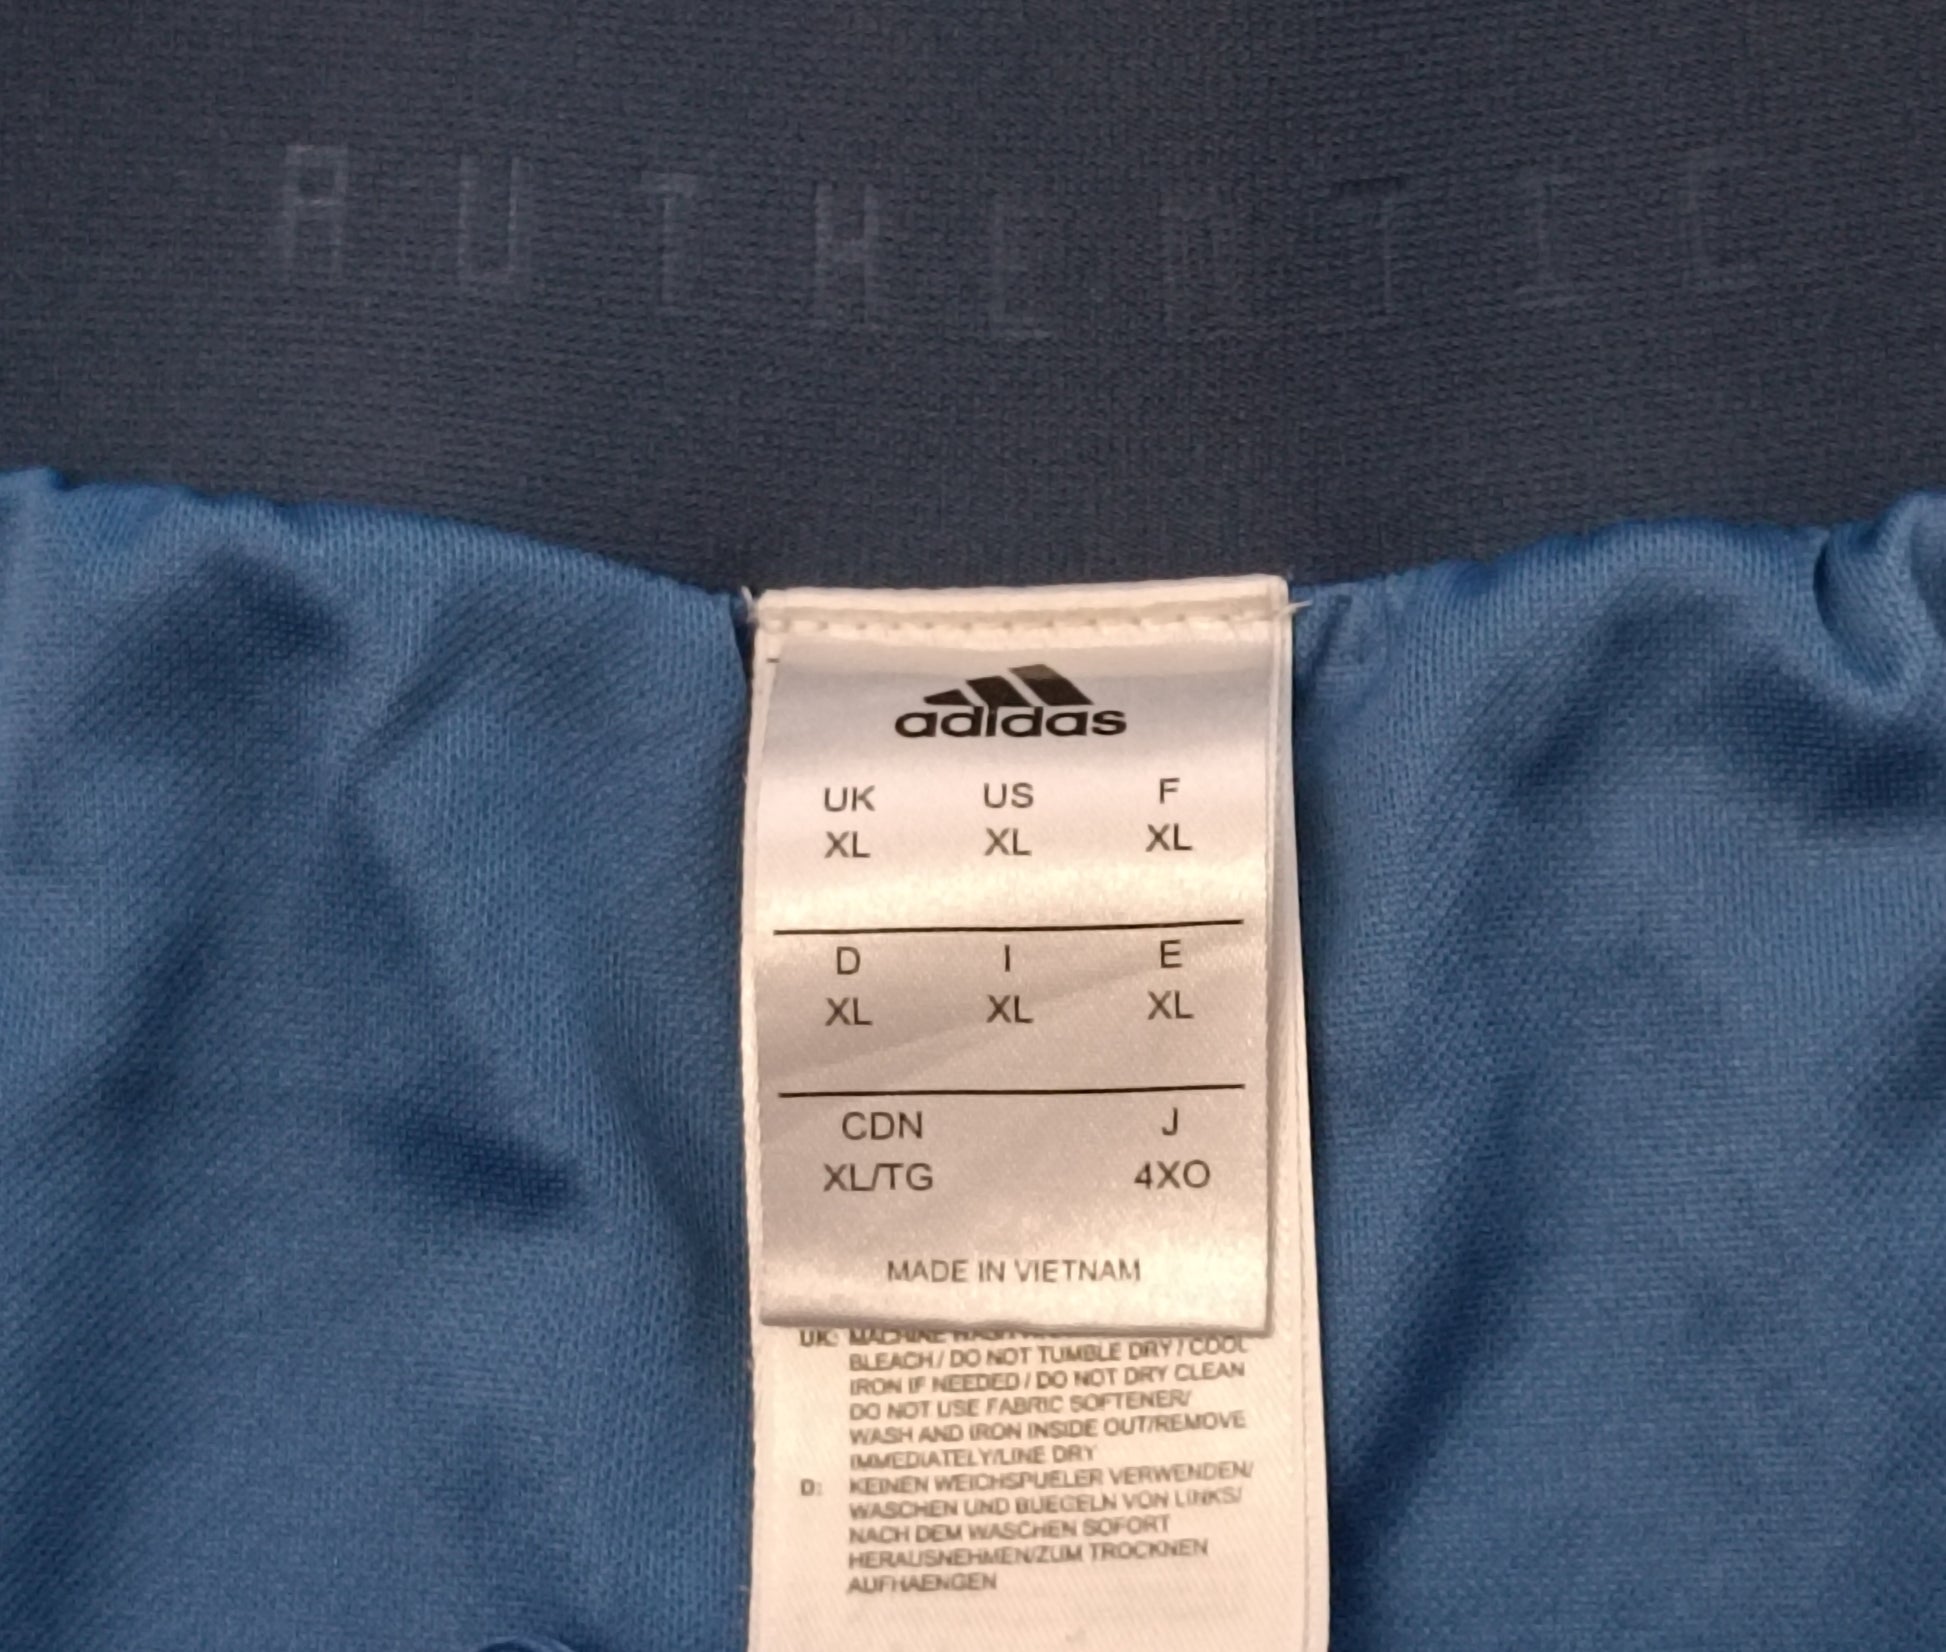 AUTHENTIC
adidas
UK US F
XL XL XL
D I E
XL XL XL
CDN J
XL/TG 4XO
MADE IN VIETNAM
UK: MACHINE WASH
BLEACH / DO NOT TUMBLE DRY / COOL
IRON IF NEEDED / DO NOT DRY CLEAN
DO NOT USE FABRIC SOFTENER/
WASH AND IRON INSIDE OUT/REMOVE
IMMEDIATELY/LINE DRY
D: KEINEN WEICHSPUELER VERWENDEN/
WASCHEN UND BUEGELN VON LINKS/
NACH DEM WASCHEN SOFORT
HERAUSNEHMEN/ZUM TROCKNEN
AUFHAENGEN